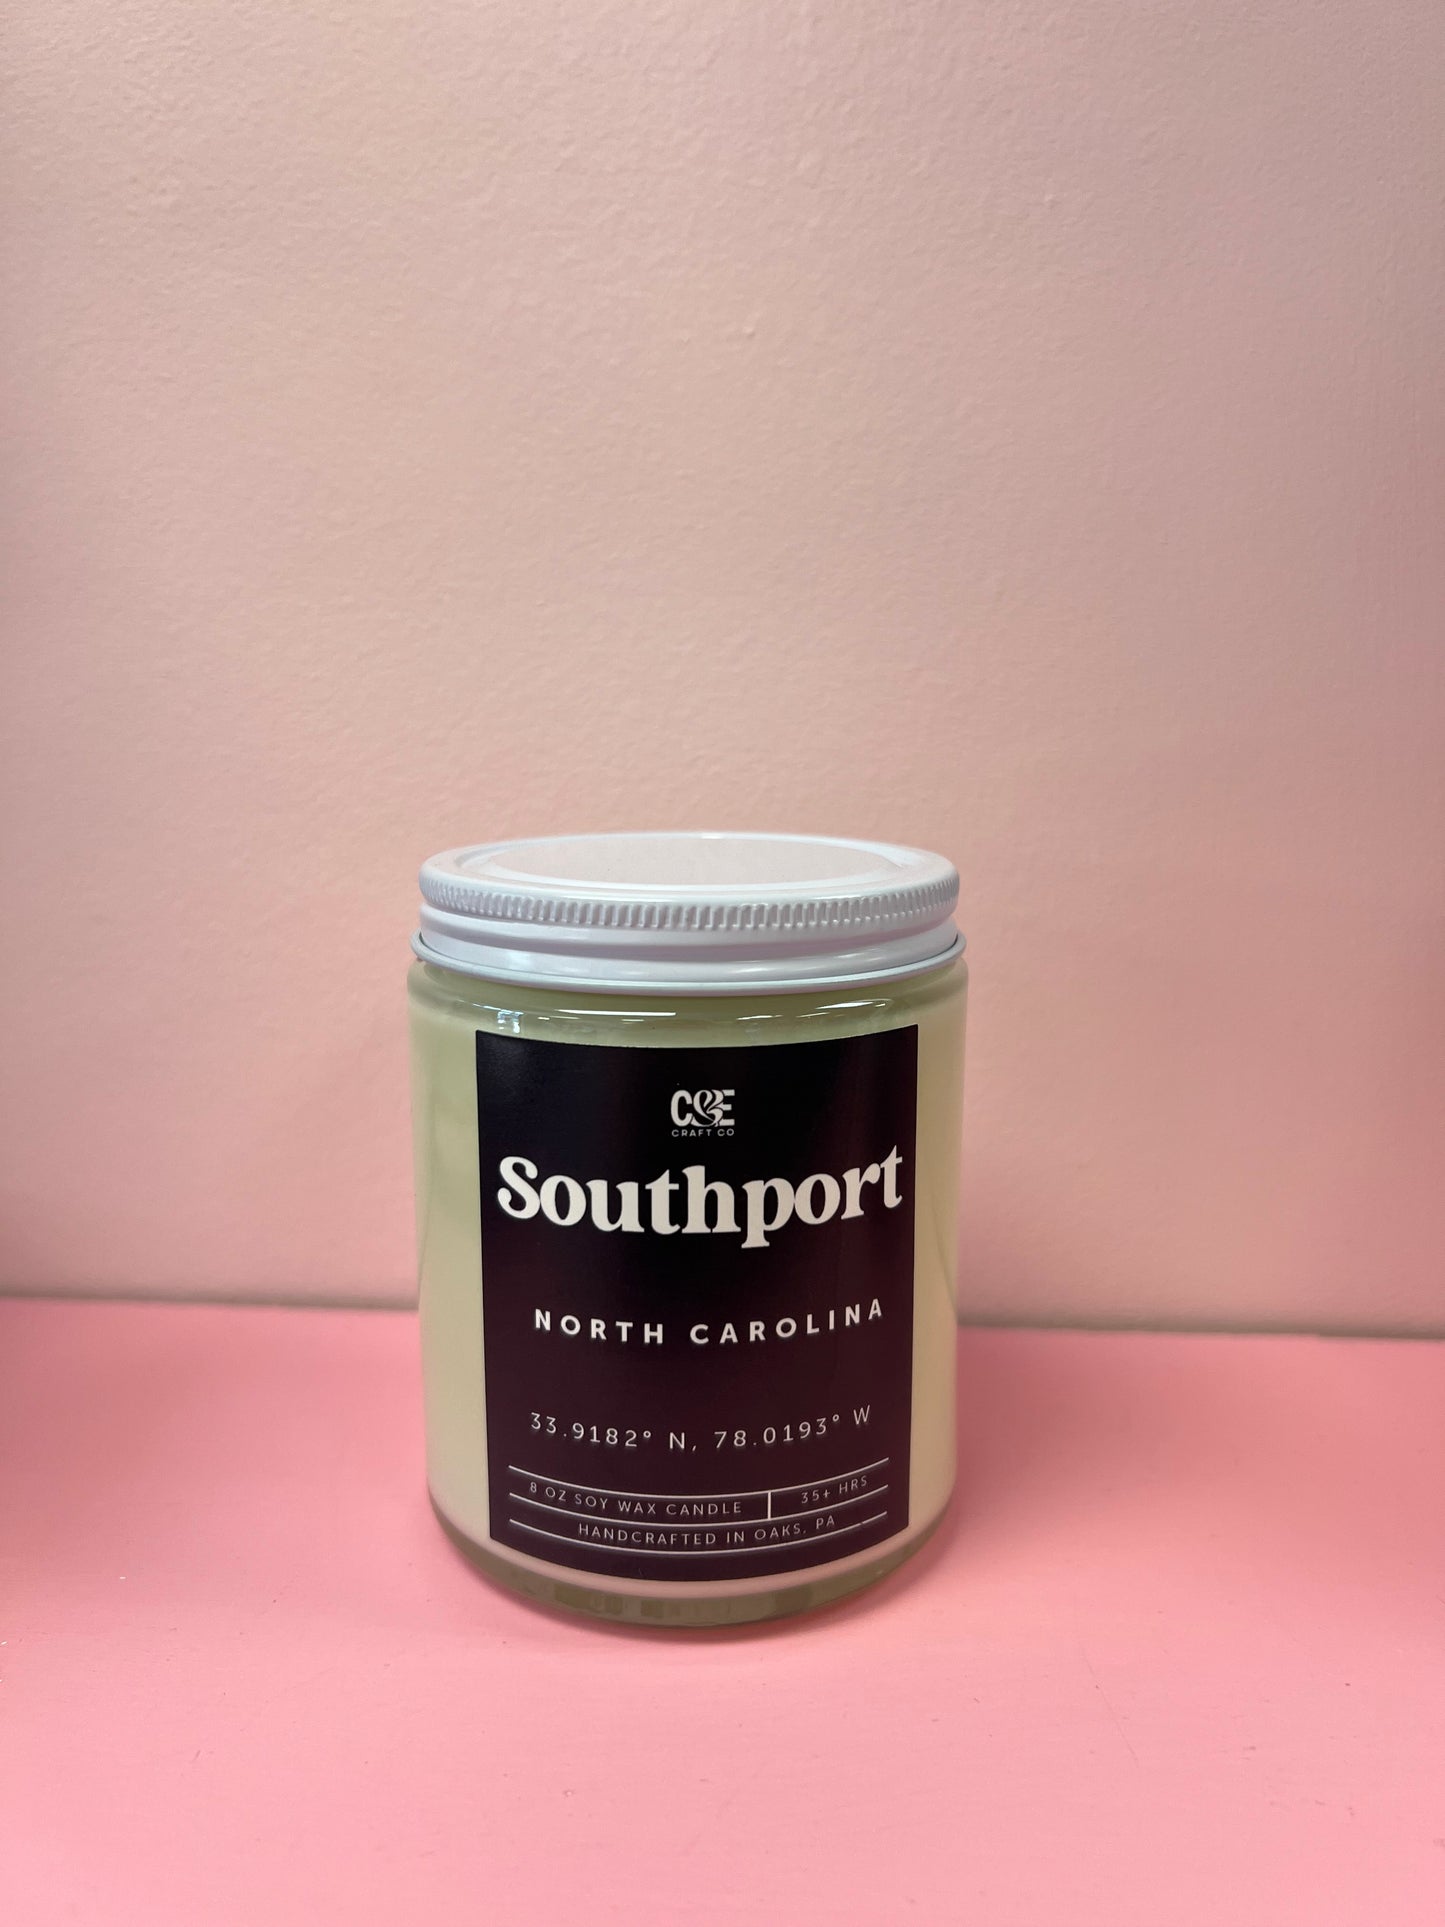 C&E
CRAFT CO
Southport
NORTH CAROLINA
33.9182° N, 78.0193° W
8 OZ SOY WAX CANDLE 35+ HRS
HANDCRAFTED IN OAKS, PA